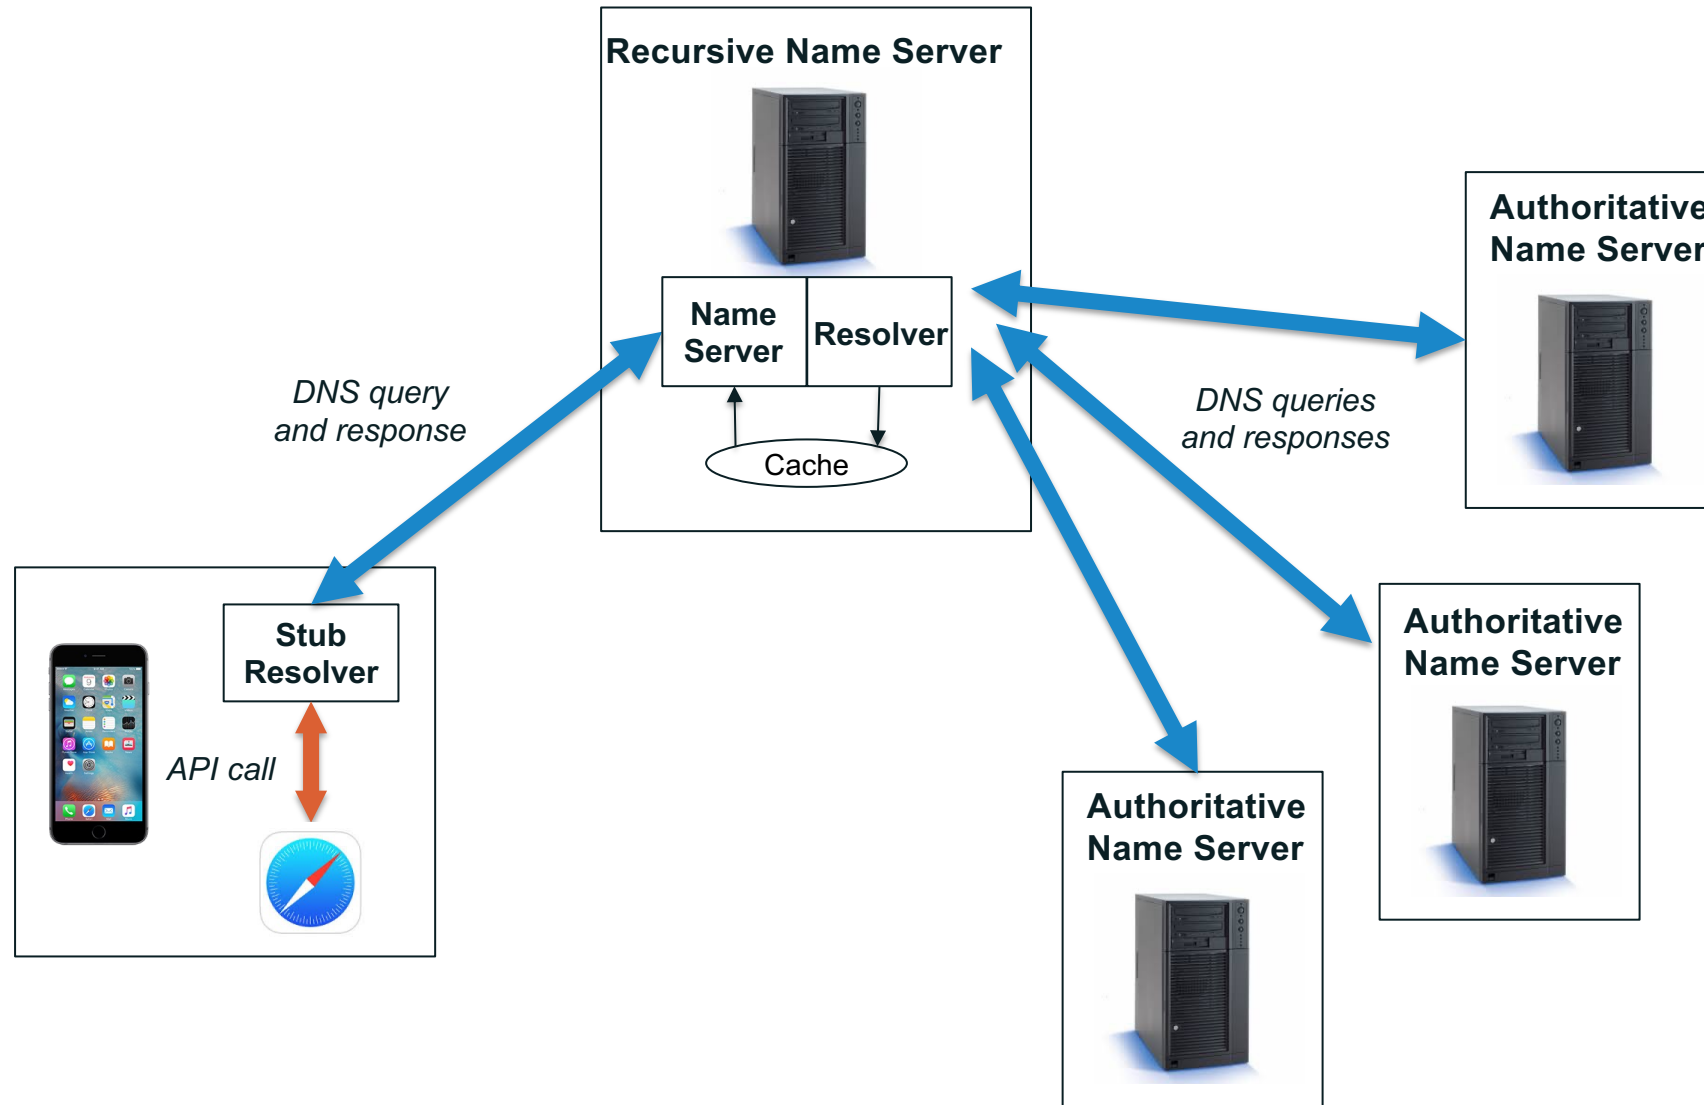 Recursive Name Server
Name
Server
Resolver
Cache
DNS query
and response
DNS queries
and responses
Authoritative
Name Server
Stub
Resolver
API call
Authoritative
Name Server
Authoritative
Name Server